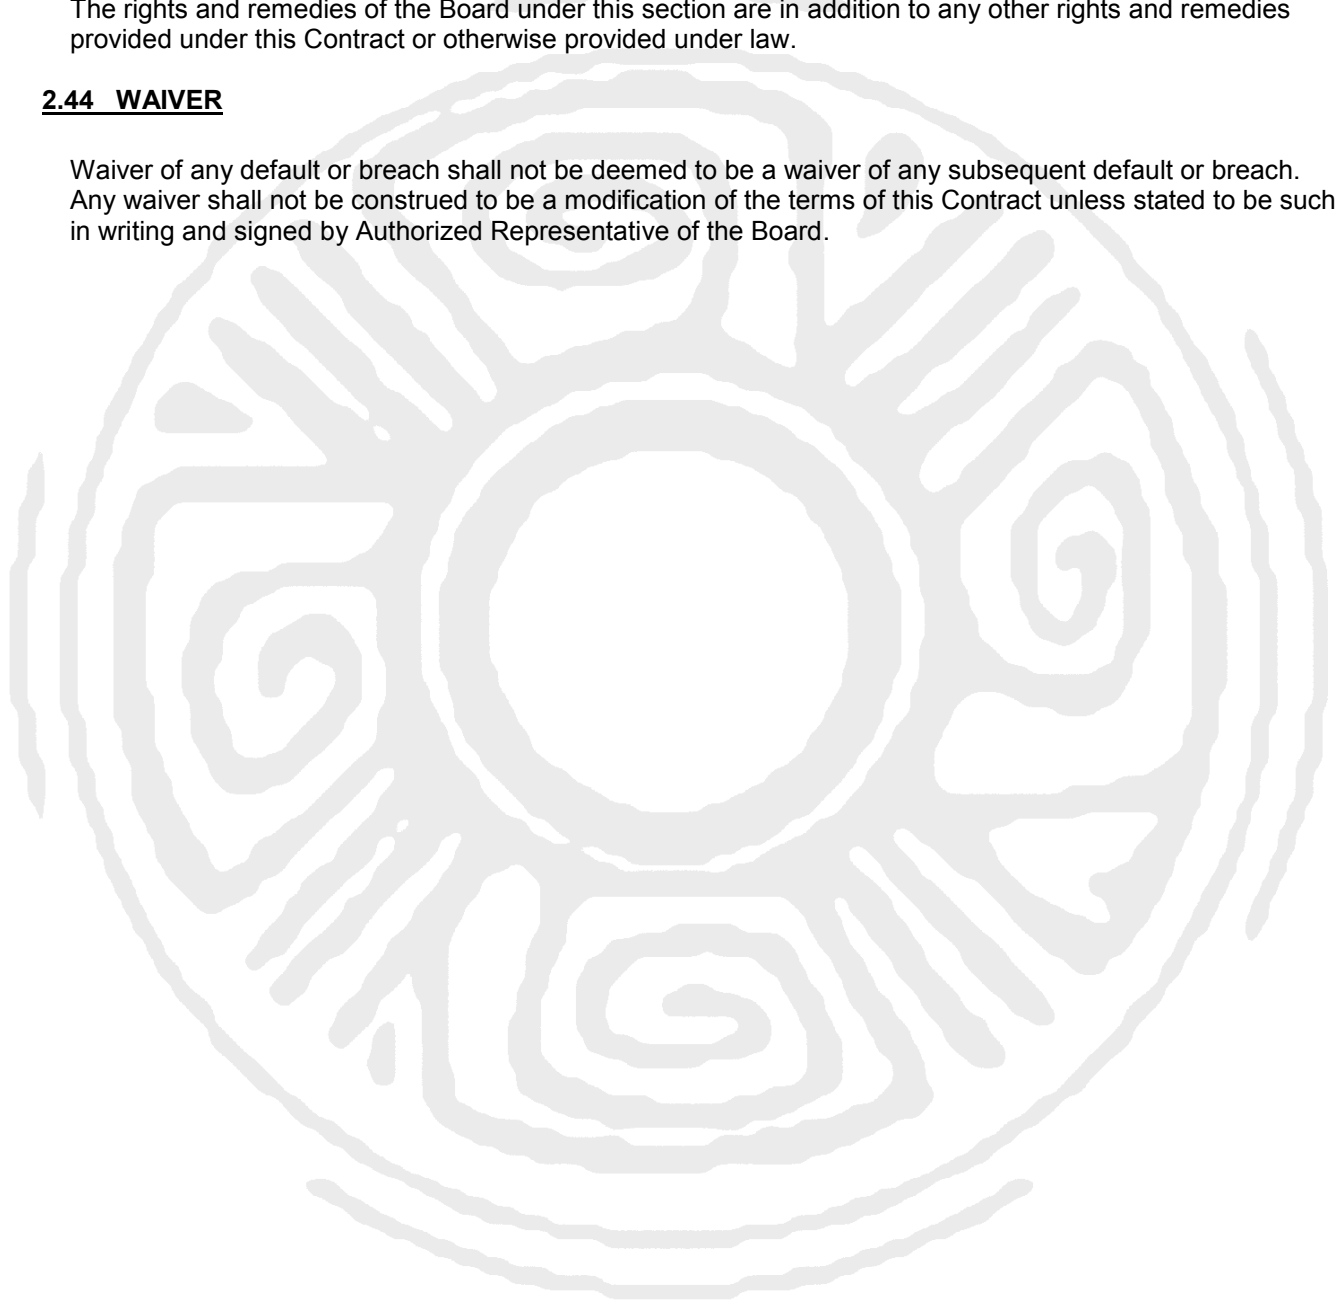 The rights and remedies of the Board under this section are in addition to any other rights and remedies
provided under this Contract or otherwise provided under law.
2.44 WAIVER
Waiver of any default or breach shall not be deemed to be a waiver of any subsequent default or breach.
Any waiver shall not be construed to be a modification of the terms of this Contract unless stated to be such
in writing and signed by Authorized Representative of the Board.